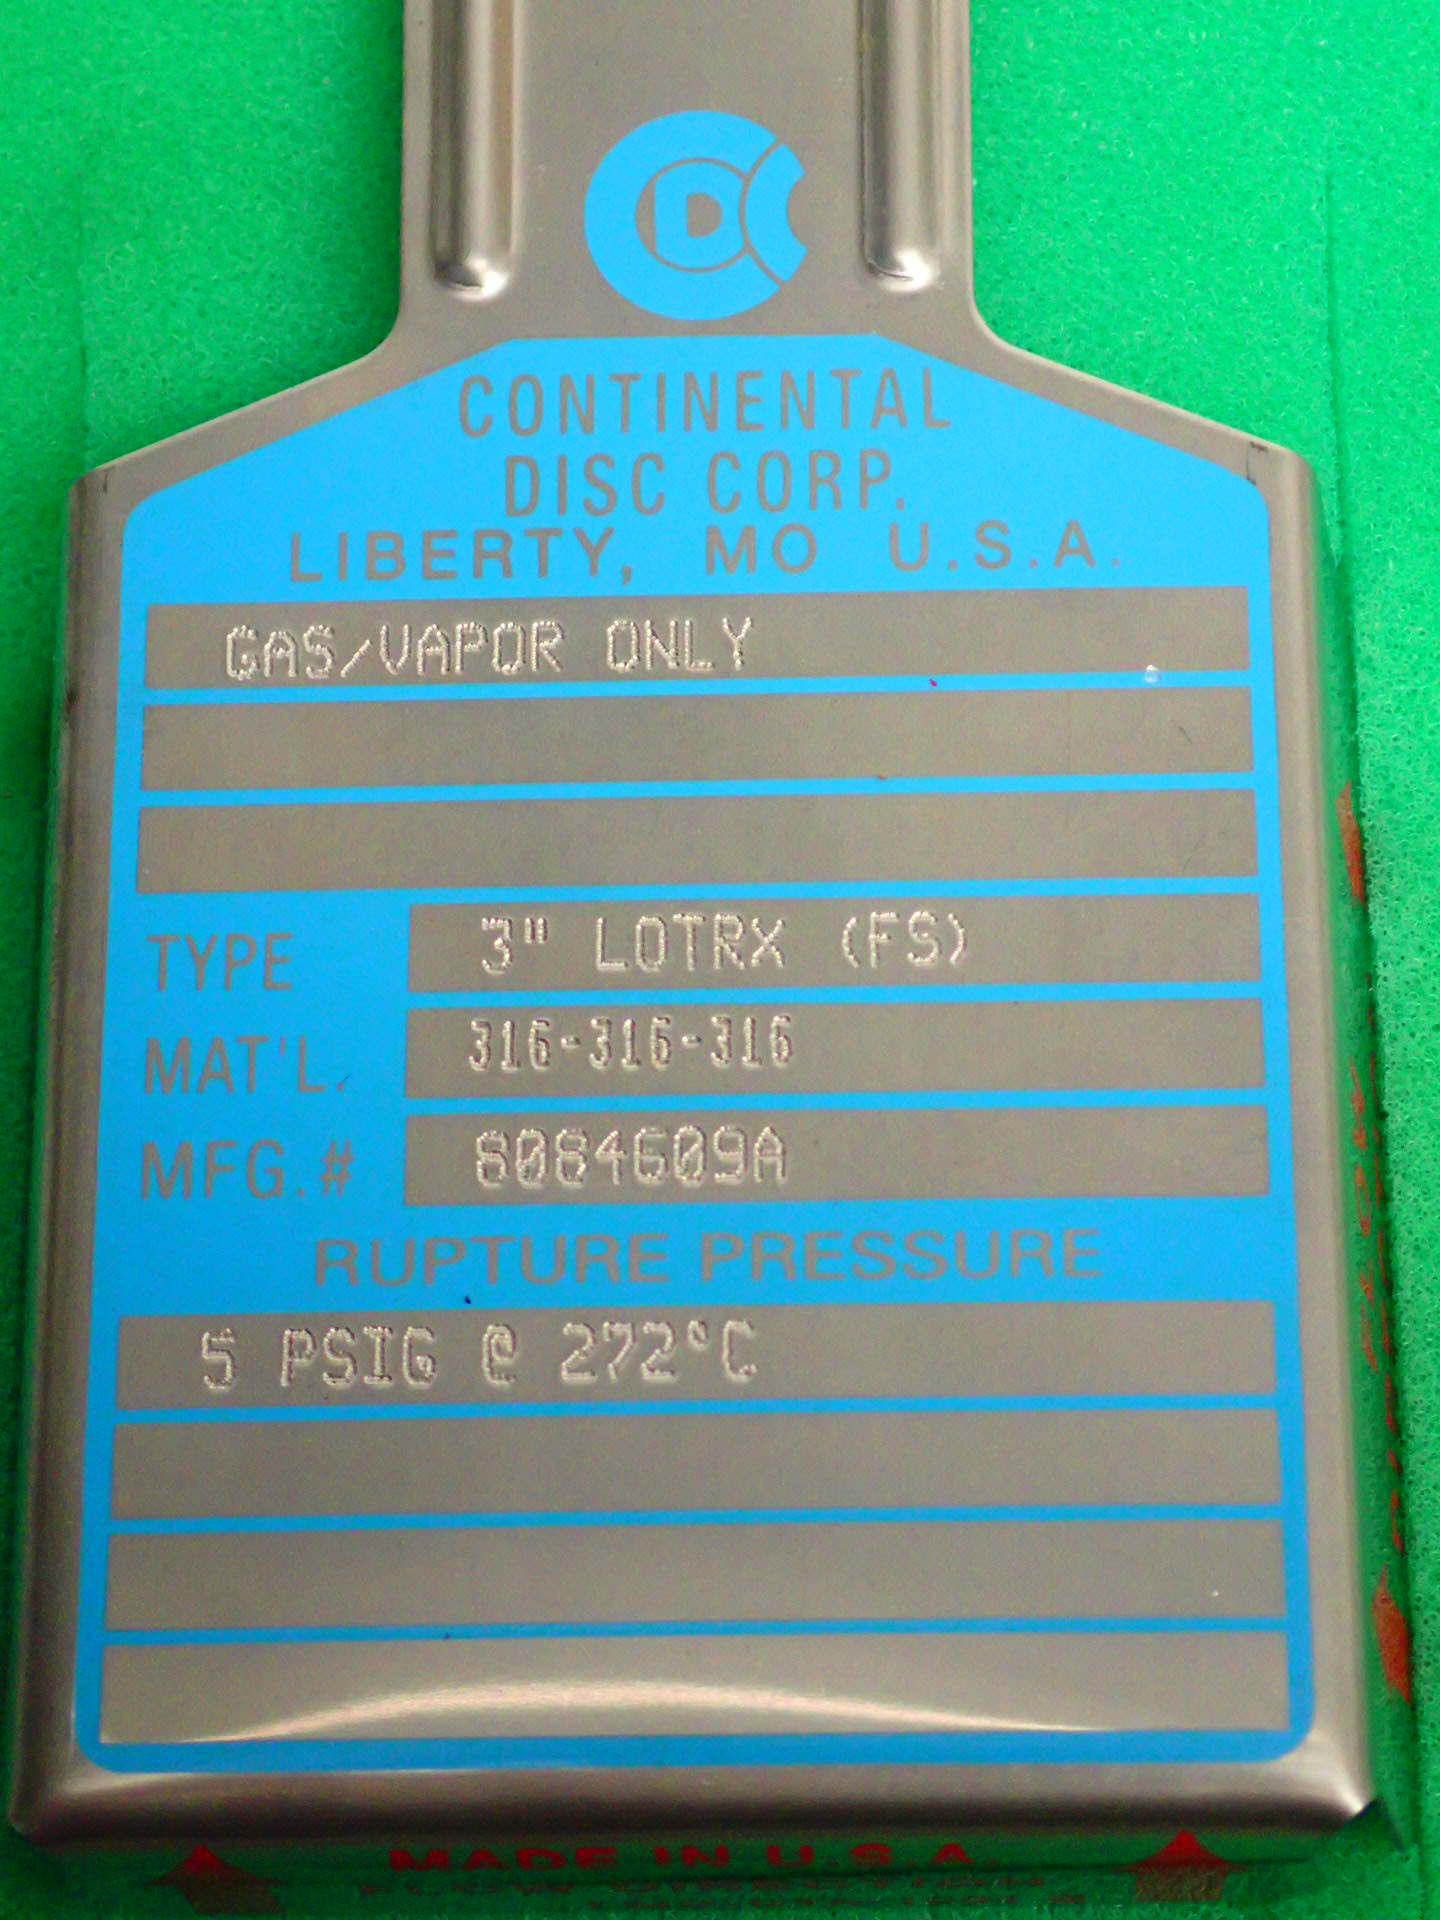 CDC
CONTINENTAL
DISC CORP.
LIBERTY, MO U.S.A.
GAS/VAPOR ONLY
TYPE 3" LOTRX (FS)
MAT'L. 316-316-316
MFG.# 8084609A
RUPTURE PRESSURE
5 PSIG @ 272°C
MADE IN U.S.A.